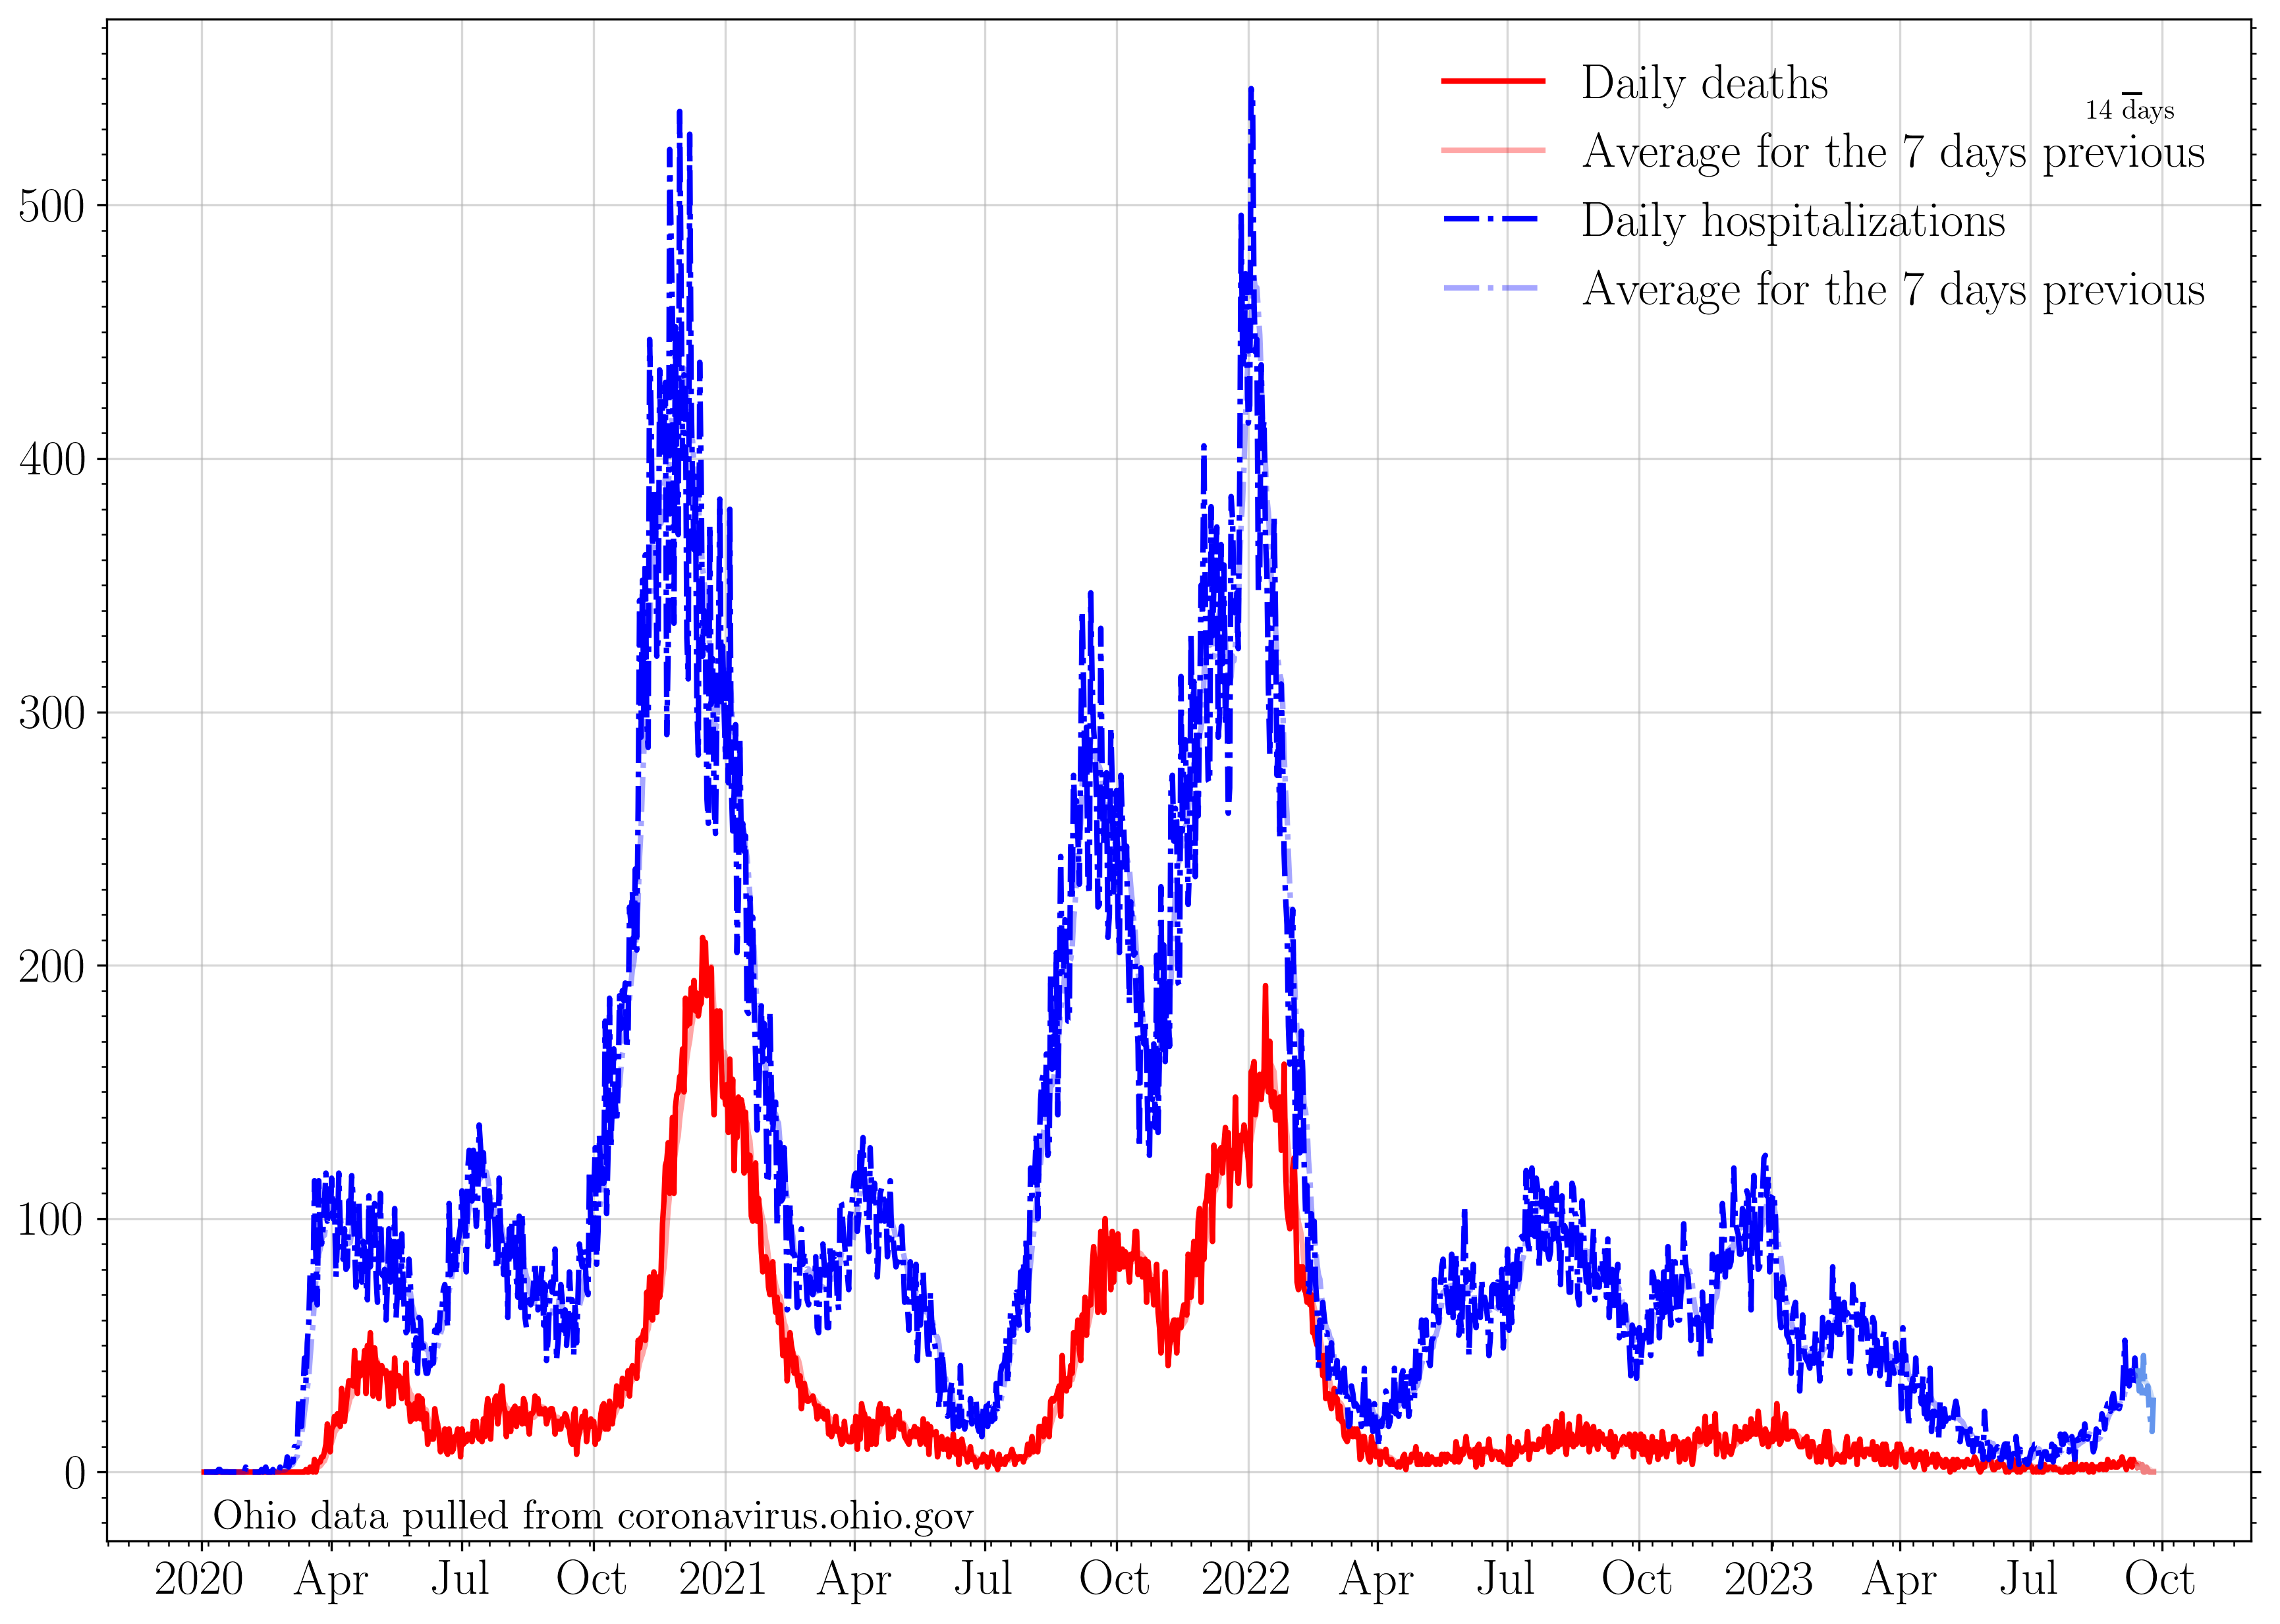 Daily deaths
14 days
Average for the 7 days previous
Daily hospitalizations
Average for the 7 days previous
500
400
300
200
100
0
Ohio data pulled from coronavirus.ohio.gov
2020 Apr Jul Oct 2021 Apr Jul Oct 2022 Apr Jul Oct 2023 Apr Jul Oct